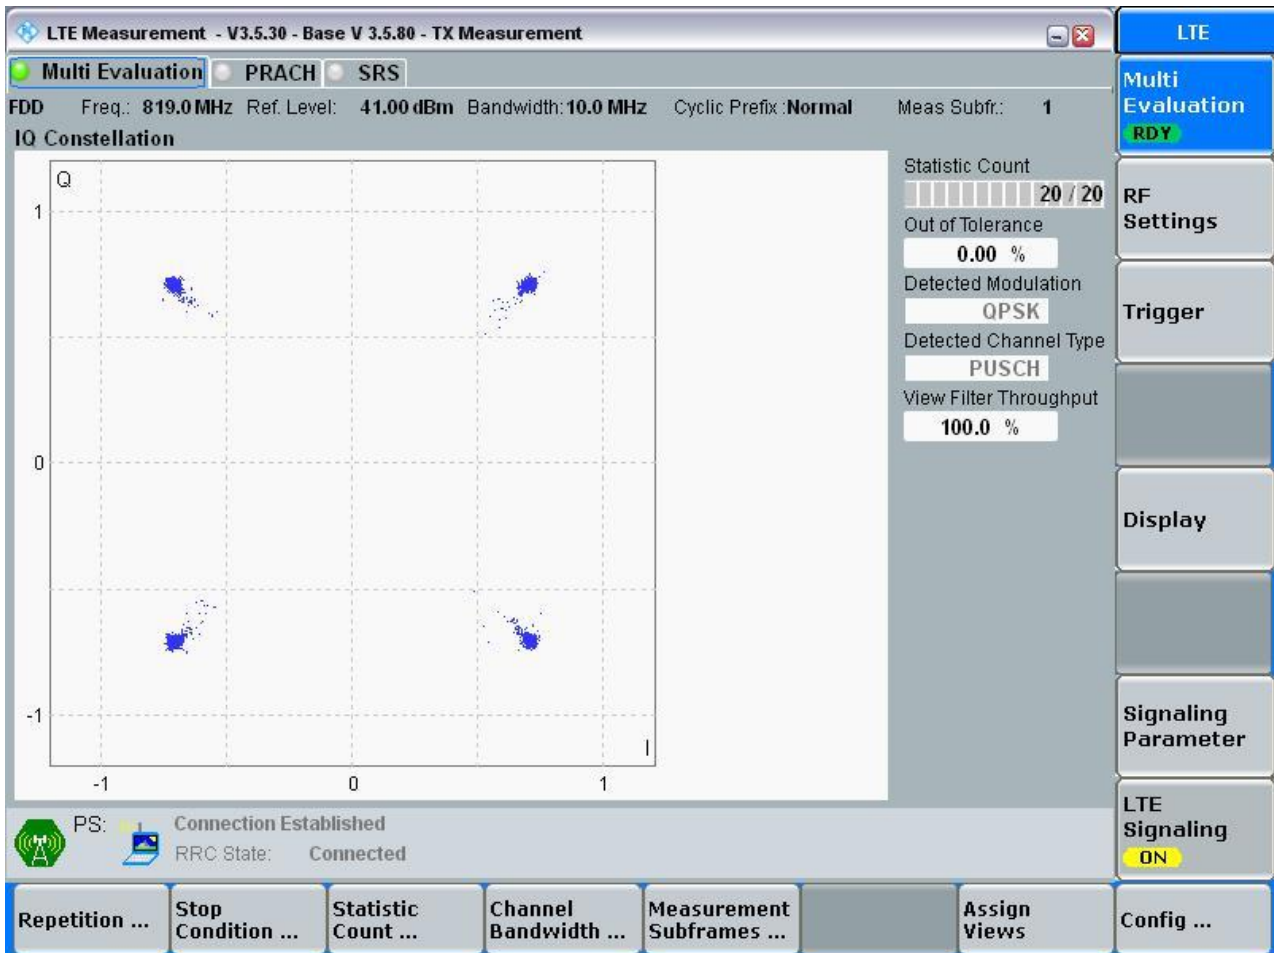 LTE Measurement - V3.5.30 - Base V 3.5.80 - TX Measurement
LTE
Multi Evaluation PRACH SRS
FDD Freq.: 819.0 MHz Ref. Level: 41.00 dBm Bandwidth: 10.0 MHz Cyclic Prefix : Normal Meas Subfr.: 1
IQ Constellation
Q
1
0
-1
I
-1 0 1
Statistic Count
20 / 20
Out of Tolerance
0.00 %
Detected Modulation
QPSK
Detected Channel Type
PUSCH
View Filter Throughput
100.0 %
Multi
Evaluation
RDY
RF
Settings
Trigger
Display
Signaling
Parameter
LTE
Signaling
ON
PS: Connection Established
RRC State: Connected
Repetition ...
Stop
Condition ...
Statistic
Count ...
Channel
Bandwidth ...
Measurement
Subframes ...
Assign
Views
Config ...